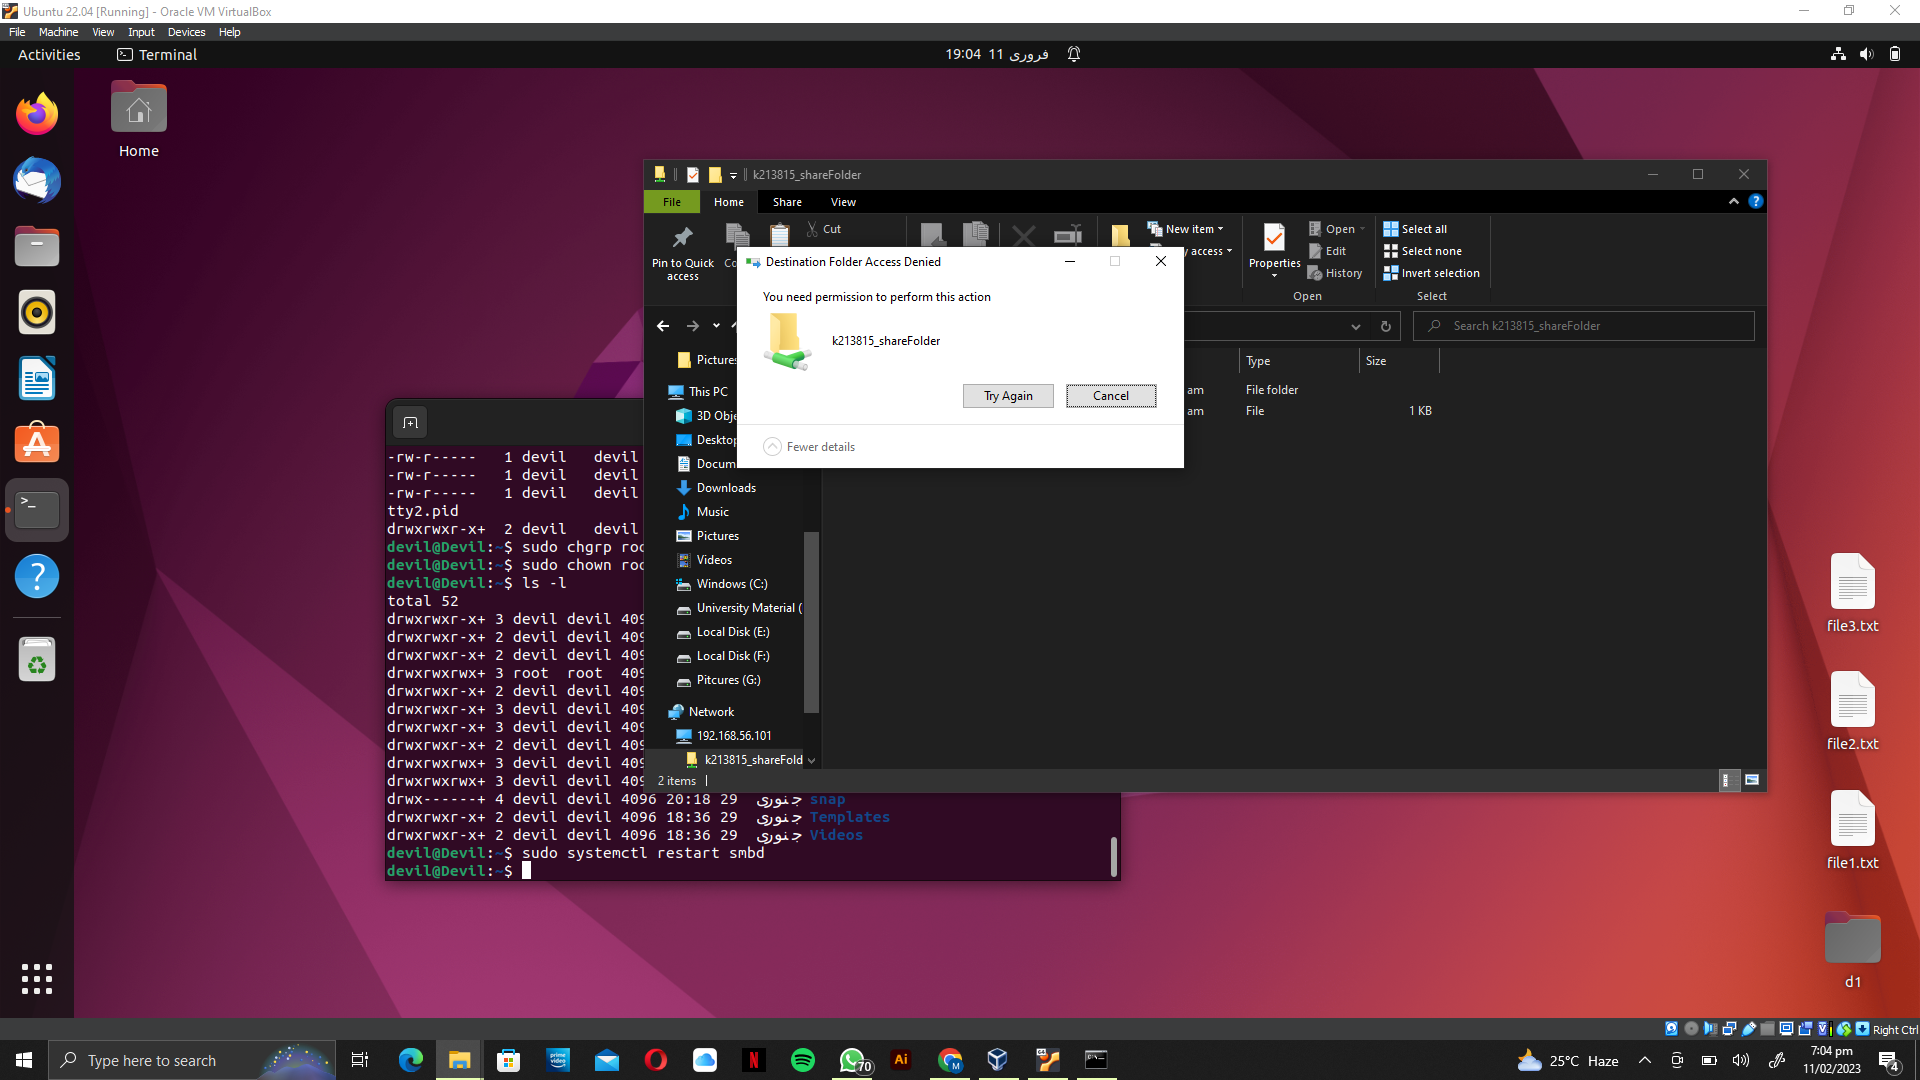 Ubuntu 22.04 [Running] - Oracle VM VirtualBox
File Machine View Input Devices Help
Activities
Terminal
19:04 11 فروری
Home
k213815_shareFolder
File Home Share View
Pin to Quick access
Cut
New item
y access
Properties
Open
Edit
History
Open
Select all
Select none
Invert selection
Select
Destination Folder Access Denied
You need permission to perform this action
k213815_shareFolder
Try Again
Cancel
Fewer details
Search k213815_shareFolder
Type
Size
am File folder
am File 1 KB
Pictures
This PC
3D Obje
Desktop
Docum
Downloads
Music
Pictures
Videos
Windows (C:)
University Material (
Local Disk (E:)
Local Disk (F:)
Pitcures (G:)
Network
192.168.56.101
k213815_shareFold
2 items
-rw-r----- 1 devil devil
-rw-r----- 1 devil devil
-rw-r----- 1 devil devil
tty2.pid
drwxrwxr-x+ 2 devil devil
devil@Devil:~$ sudo chgrp roo
devil@Devil:~$ sudo chown roo
devil@Devil:~$ ls -l
total 52
drwxrwxr-x+ 3 devil devil 409
drwxrwxr-x+ 2 devil devil 409
drwxrwxr-x+ 2 devil devil 409
drwxrwxrwx+ 3 root root 409
drwxrwxr-x+ 2 devil devil 409
drwxrwxr-x+ 3 devil devil 409
drwxrwxr-x+ 3 devil devil 409
drwxrwxr-x+ 2 devil devil 409
drwxrwxr-x+ 3 devil devil 409
drwxrwxrwx+ 3 devil devil 409
drwx------+ 4 devil devil 4096 20:18 29 جنوری snap
drwxrwxr-x+ 2 devil devil 4096 18:36 29 جنوری Templates
drwxrwxr-x+ 2 devil devil 4096 18:36 29 جنوری Videos
devil@Devil:~$ sudo systemctl restart smbd
devil@Devil:~$
file3.txt
file2.txt
file1.txt
d1
Right Ctrl
Type here to search
prime video
N
70
Ai
M
25°C Haze
7:04 pm
11/02/2023
4